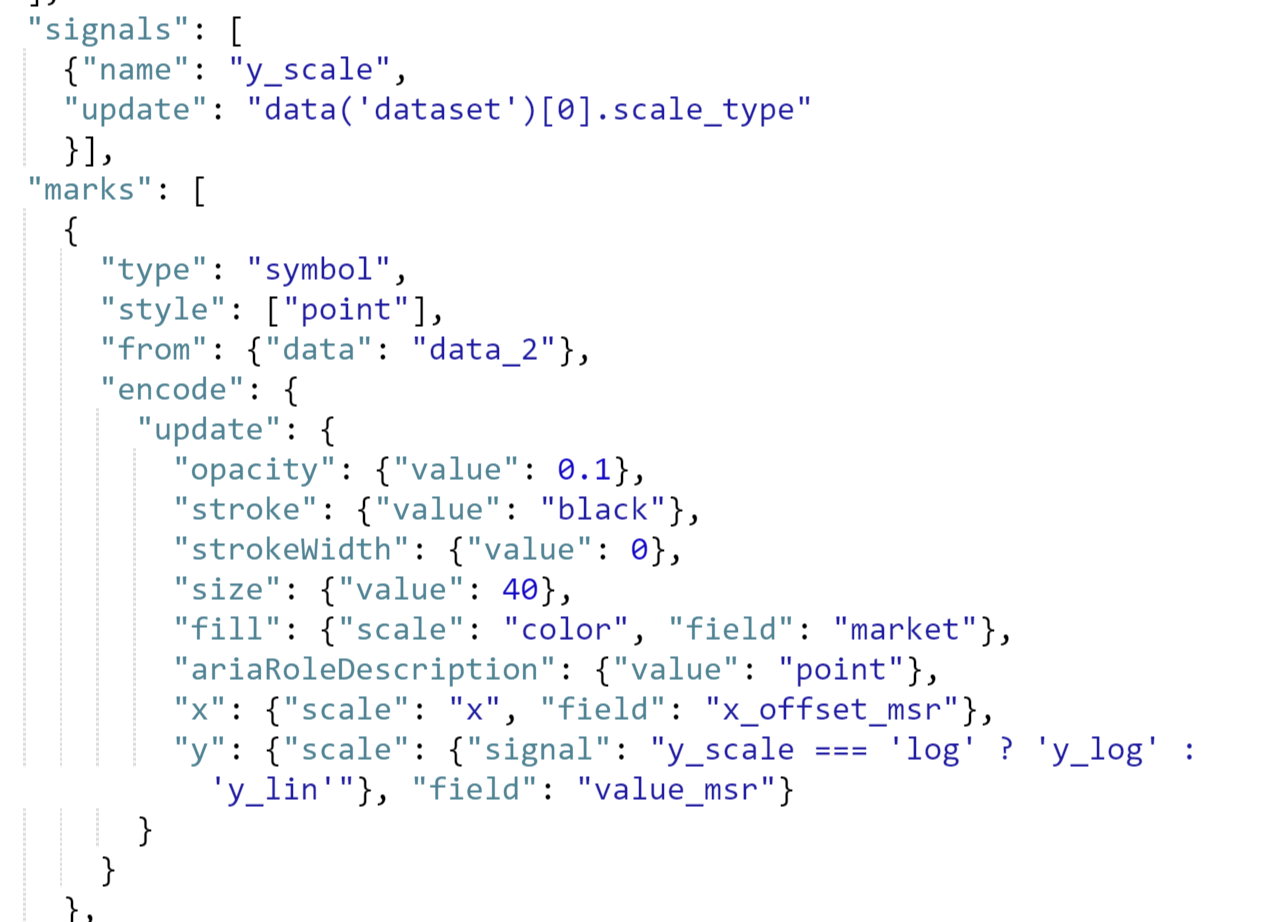 ],
"signals": [
{"name": "y_scale",
"update": "data('dataset')[0].scale_type"
}],
"marks": [
{
"type": "symbol",
"style": ["point"],
"from": {"data": "data_2"},
"encode": {
"update": {
"opacity": {"value": 0.1},
"stroke": {"value": "black"},
"strokeWidth": {"value": 0},
"size": {"value": 40},
"fill": {"scale": "color", "field": "market"},
"ariaRoleDescription": {"value": "point"},
"x": {"scale": "x", "field": "x_offset_msr"},
"y": {"scale": {"signal": "y_scale === 'log' ? 'y_log' :
'y_lin'"}, "field": "value_msr"}
}
}
},